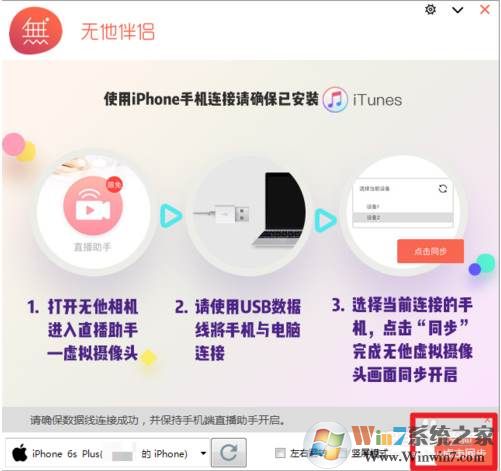 無 无他伴侣
使用iPhone手机连接请确保已安装 iTunes
限免
直播助手
选择当前设备
设备1
设备2
点击同步
1. 打开无他相机
进入直播助手
—虚拟摄像头
2. 请使用USB数据
线將手机与电脑
连接
3. 选择当前连接的手
机，点击“同步”
完成无他虚拟摄像
头画面同步开启
请确保数据线连接成功，并保持手机端直播助手开启。
iPhone 6s Plus( 的 iPhone)
左右
竖屏模式
点击同步
Win7系统之家
Www.Winwin7.com